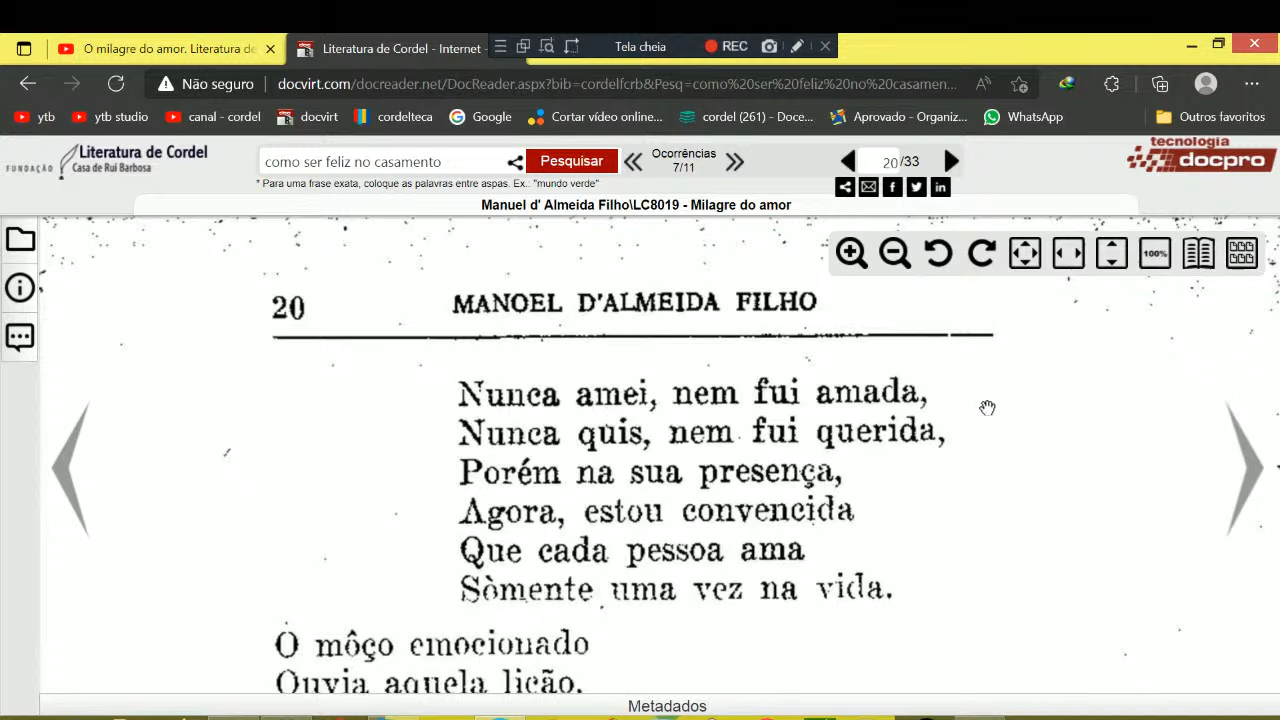 O milagre do amor. Literatura de
Literatura de Cordel - Internet
Tela cheia
REC
Não seguro
docvirt.com/docreader.net/DocReader.aspx?bib=cordelfcrb&Pesq=como%20ser%20feliz%20no%20casamen...
ytb
ytb studio
canal - cordel
docvirt
cordelteca
Google
Cortar vídeo online...
cordel (261) - Doce...
Aprovado - Organiz...
WhatsApp
Outros favoritos
FUNDAÇÃO
Literatura de Cordel
Casa de Rui Barbosa
como ser feliz no casamento
Pesquisar
Ocorrências
7/11
20 /33
tecnologia
docpro
* Para uma frase exata, coloque as palavras entre aspas. Ex.: "mundo verde"
Manuel d' Almeida Filho\LC8019 - Milagre do amor
100%
20 MANOEL D'ALMEIDA FILHO
Nunca amei, nem fui amada,
Nunca quis, nem fui querida,
Porém na sua presença,
Agora, estou convencida
Que cada pessoa ama
Sòmente uma vez na vida.
O môço emocionado
Ouvia aquela lição,
Metadados